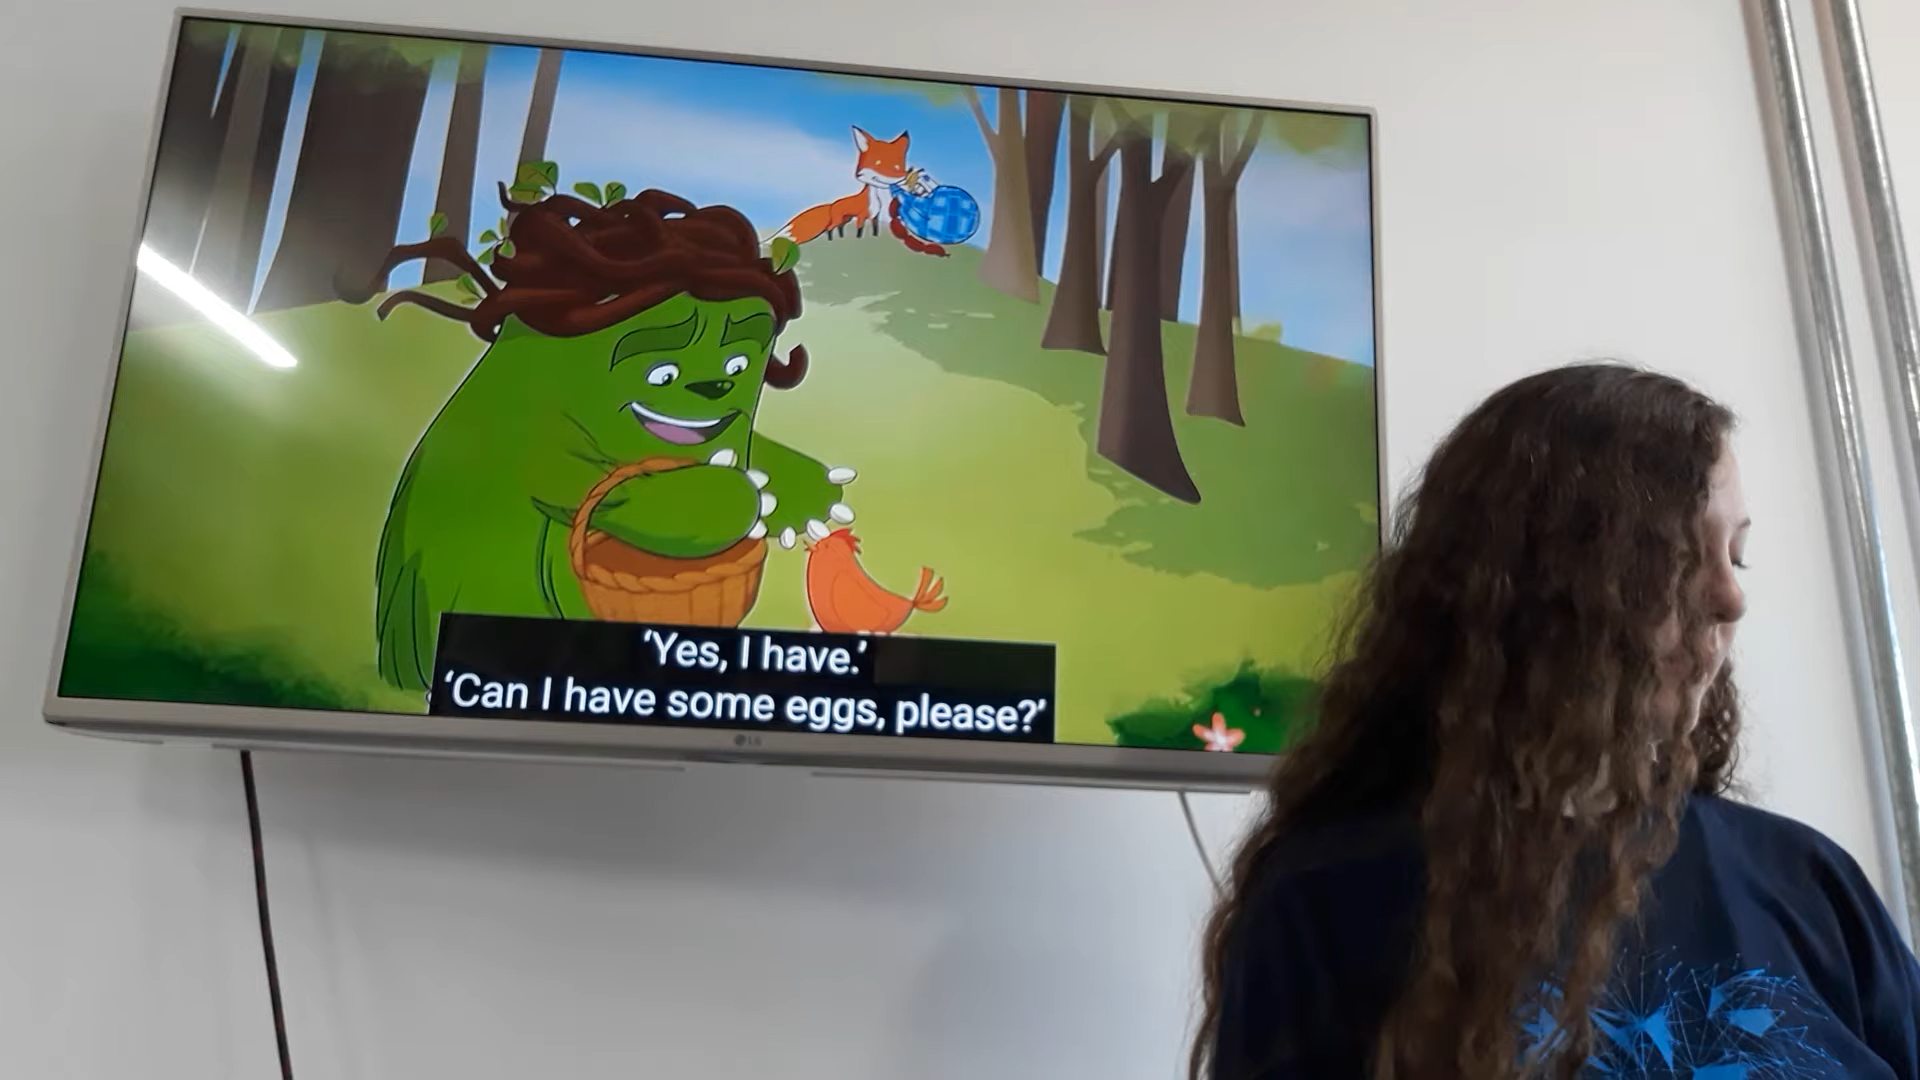 ‘Yes, I have.’
‘Can I have some eggs, please?’
LG